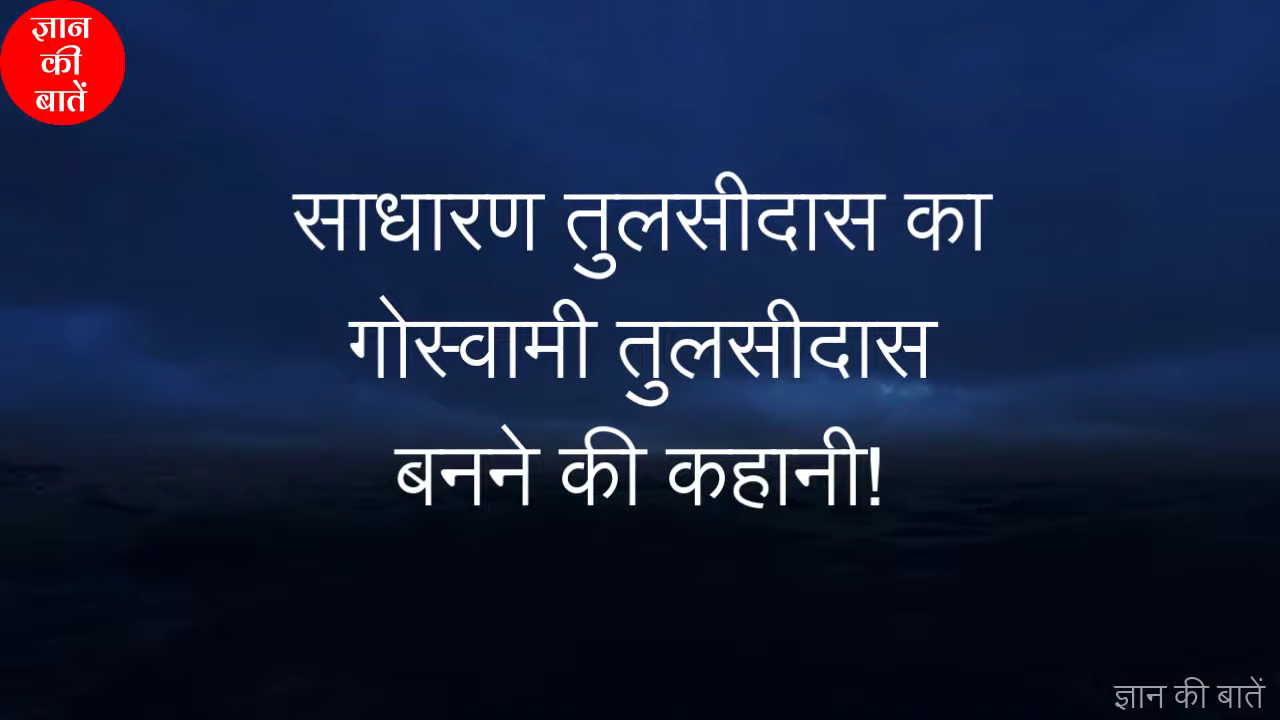 ज्ञान
की
बातें
साधारण तुलसीदास का
गोस्वामी तुलसीदास
बनने की कहानी!
ज्ञान की बातें